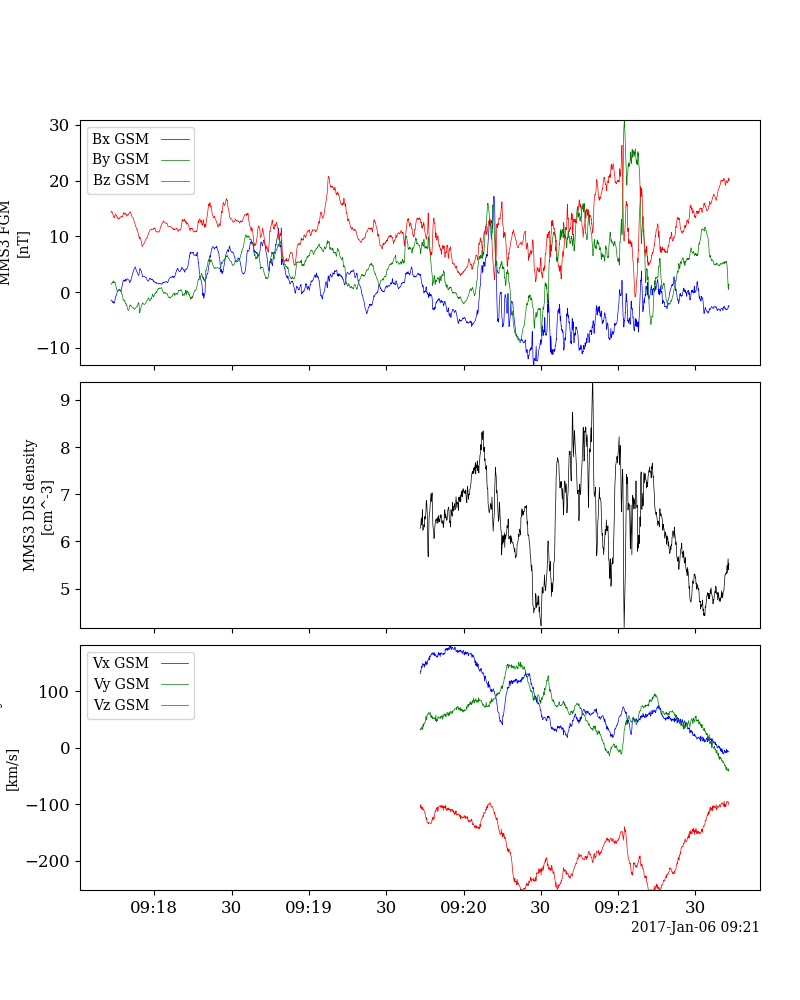 30
20
10
0
−10
MMS3 FGM
[nT]
Bx GSM
By GSM
Bz GSM
9
8
7
6
5
MMS3 DIS density
[cm^-3]
100
0
−100
−200
[km/s]
Vx GSM
Vy GSM
Vz GSM
09:18 30 09:19 30 09:20 30 09:21 30
2017-Jan-06 09:21